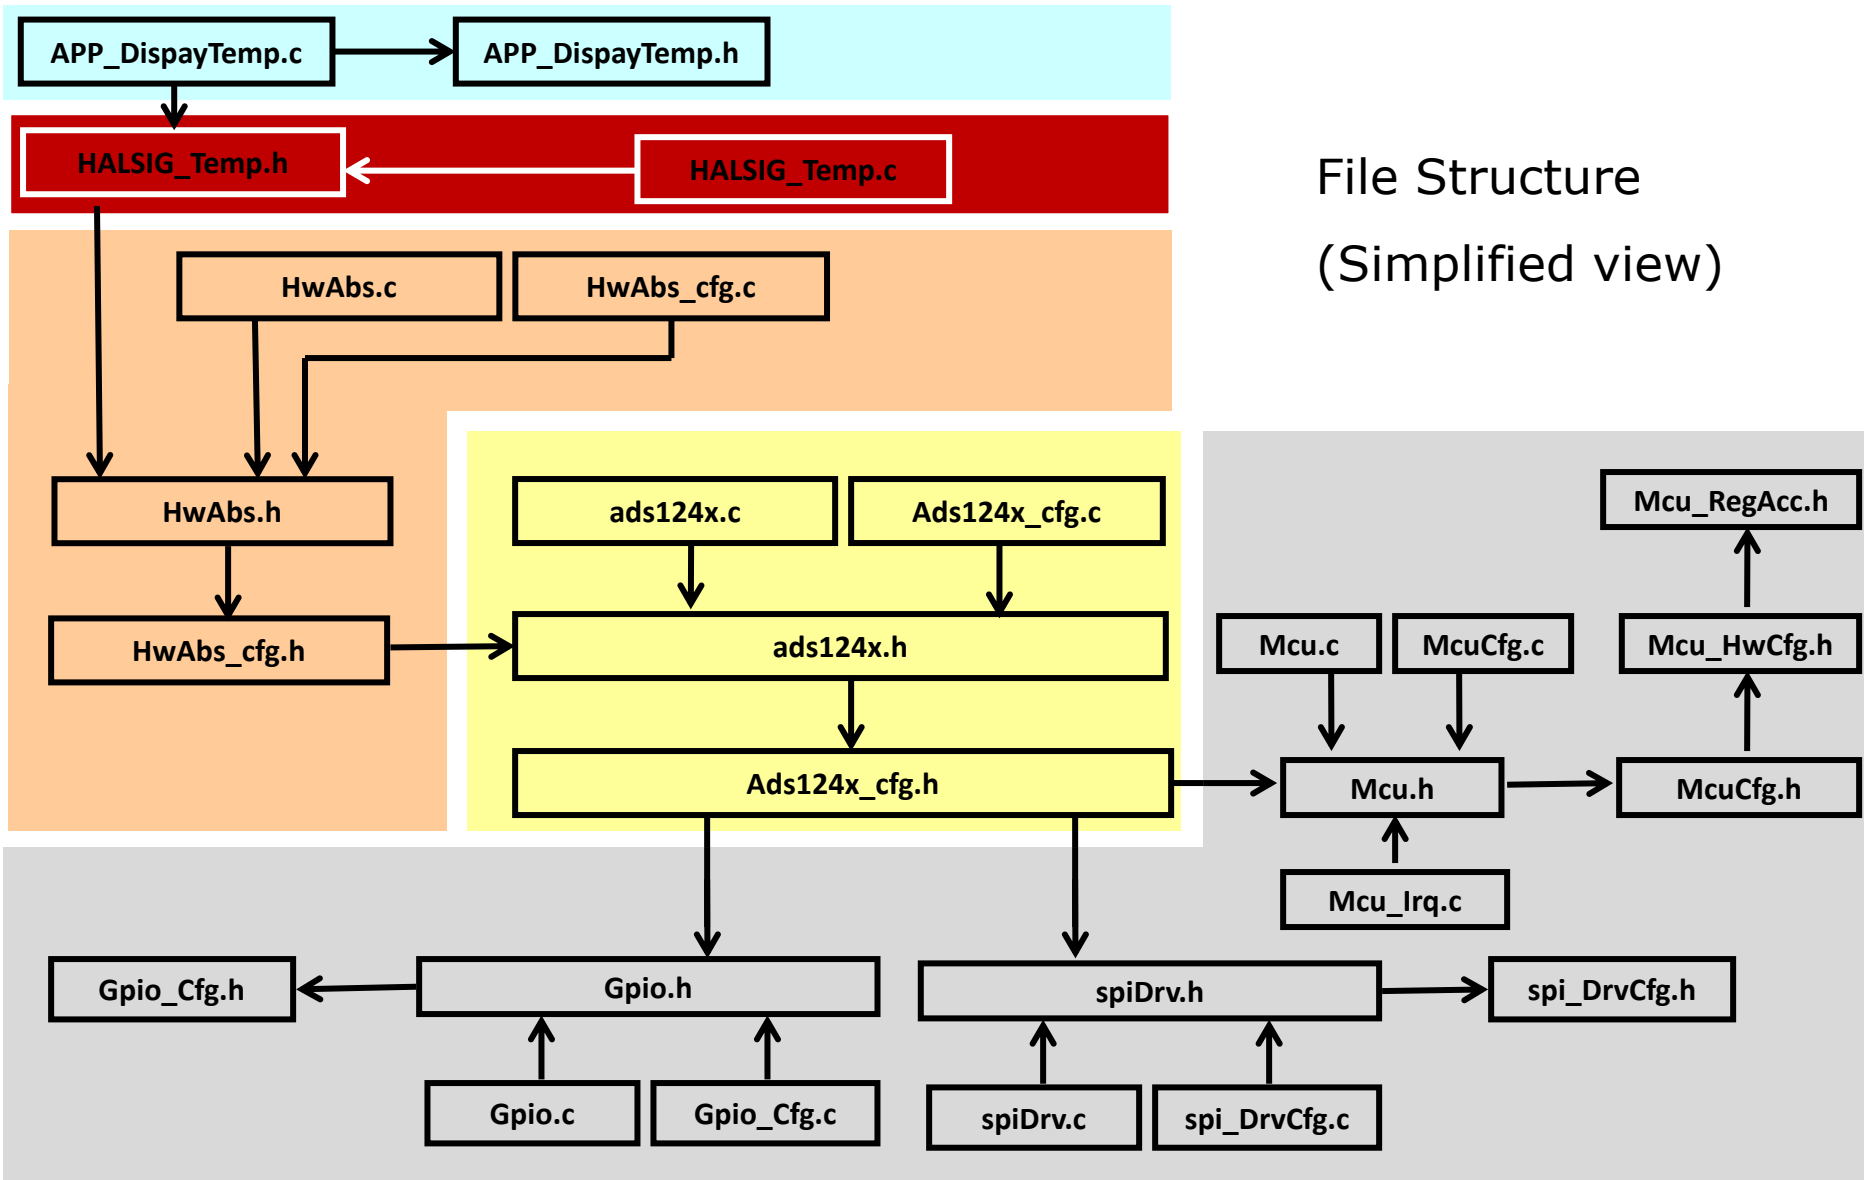 APP_DispayTemp.c
APP_DispayTemp.h
HALSIG_Temp.h
HALSIG_Temp.c
File Structure
(Simplified view)
HwAbs.c
HwAbs_cfg.c
HwAbs.h
ads124x.c
Ads124x_cfg.c
Mcu_RegAcc.h
HwAbs_cfg.h
ads124x.h
Mcu.c
McuCfg.c
Mcu_HwCfg.h
Ads124x_cfg.h
Mcu.h
McuCfg.h
Mcu_Irq.c
Gpio_Cfg.h
Gpio.h
spiDrv.h
spi_DrvCfg.h
Gpio.c
Gpio_Cfg.c
spiDrv.c
spi_DrvCfg.c